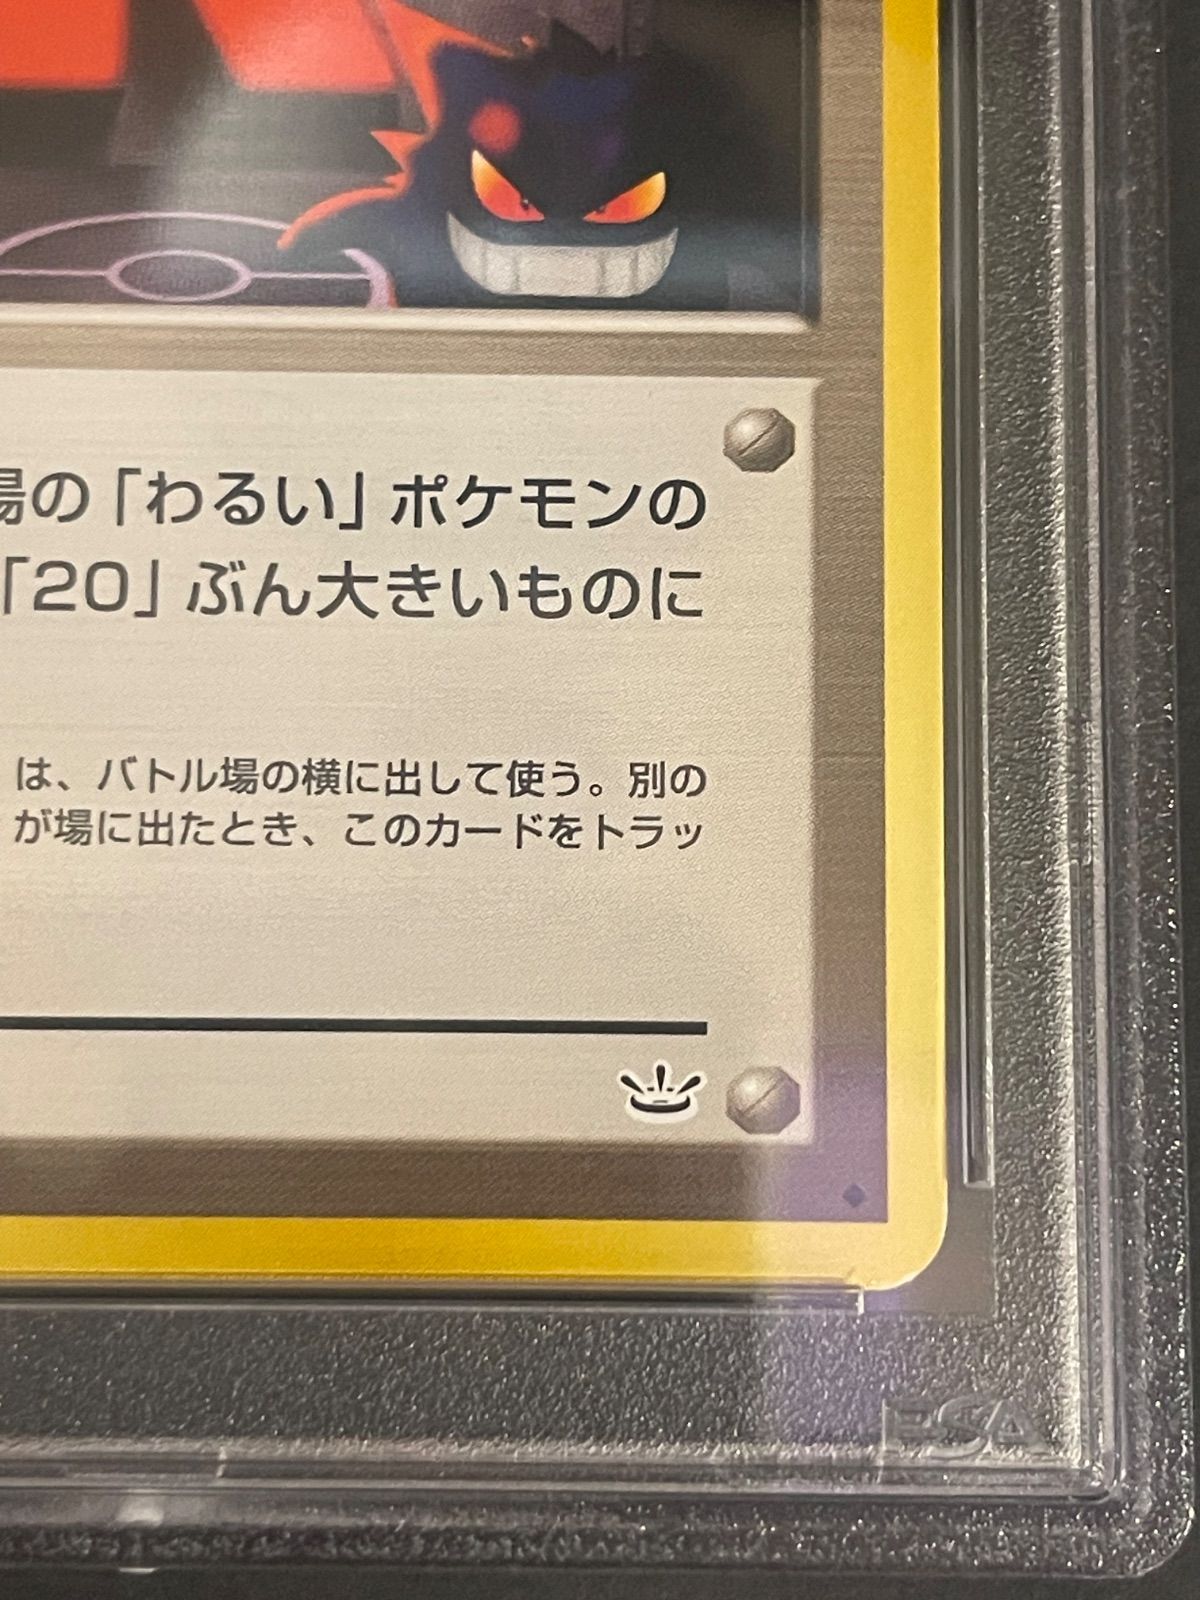 場の「わるい」ポケモンの
「20」ぶん大きいものに
は、バトル場の横に出して使う。別の
が場に出たとき、このカードをトラッ
PSA